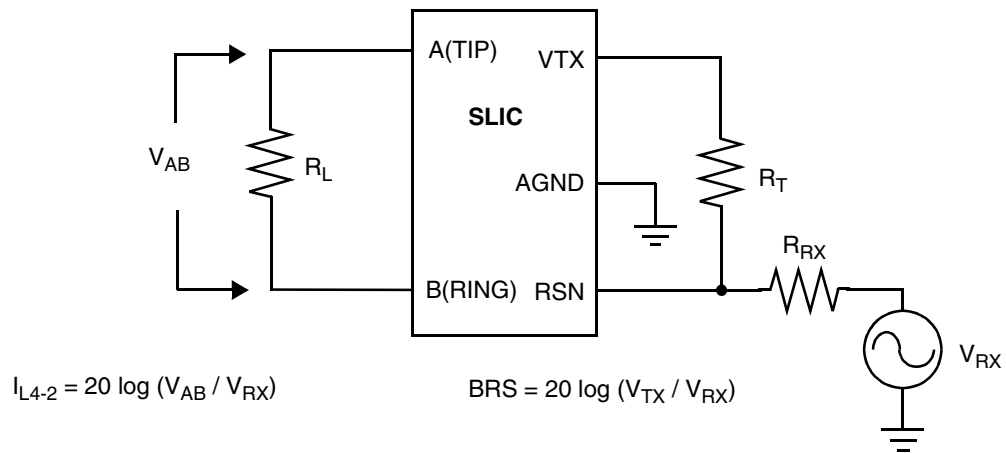 A(TIP)
VTX
SLIC
V_AB
R_L
AGND
R_T
R_RX
B(RING)
RSN
V_RX
I_L4-2 = 20 log (V_AB / V_RX)
BRS = 20 log (V_TX / V_RX)